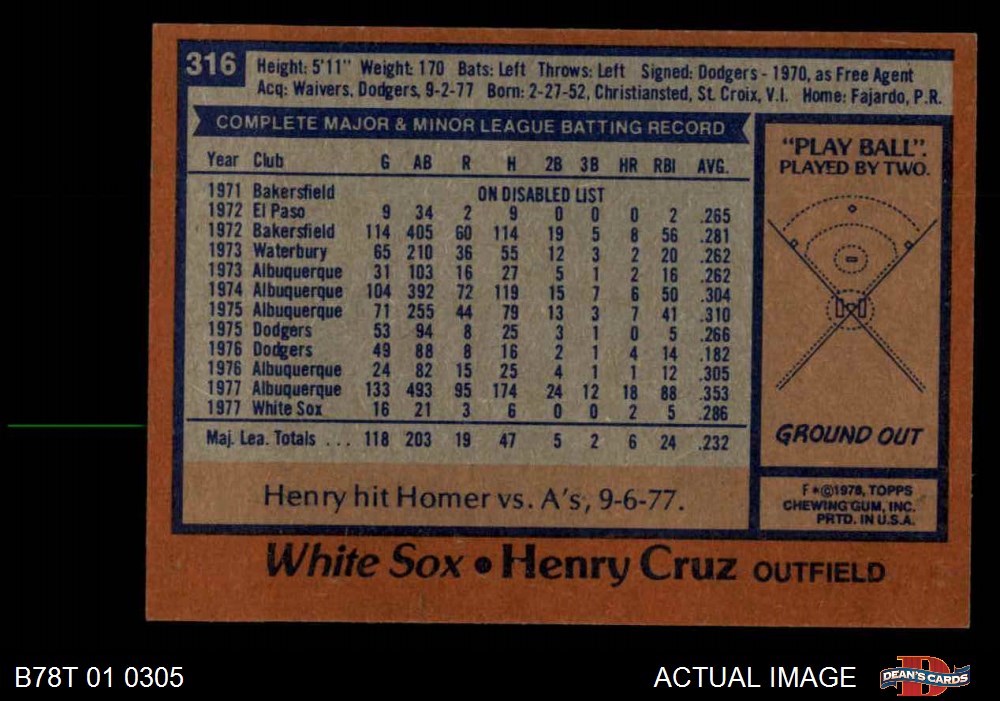 316
Height: 5'11" Weight: 170 Bats: Left Throws: Left Signed: Dodgers - 1970, as Free Agent
Acq: Waivers, Dodgers, 9-2-77 Born: 2-27-52, Christiansted, St. Croix, V.I. Home: Fajardo, P.R.
COMPLETE MAJOR & MINOR LEAGUE BATTING RECORD
Year Club G AB R H 2B 3B HR RBI AVG.
1971 Bakersfield ON DISABLED LIST
1972 El Paso 9 34 2 9 0 0 0 2 .265
1972 Bakersfield 114 405 60 114 19 5 8 56 .281
1973 Waterbury 65 210 36 55 12 3 2 20 .262
1973 Albuquerque 31 103 16 27 5 1 2 16 .262
1974 Albuquerque 104 392 72 119 15 7 6 50 .304
1975 Albuquerque 71 255 44 79 13 3 7 41 .310
1975 Dodgers 53 94 8 25 3 1 0 5 .266
1976 Dodgers 49 88 8 16 2 1 4 14 .182
1976 Albuquerque 24 82 15 25 4 1 1 12 .305
1977 Albuquerque 133 493 95 174 24 12 18 88 .353
1977 White Sox 16 21 3 6 0 0 2 5 .286
Maj. Lea. Totals ... 118 203 19 47 5 2 6 24 .232
Henry hit Homer vs. A's, 9-6-77.
"PLAY BALL".
PLAYED BY TWO.
GROUND OUT
F*©1978, TOPPS
CHEWING GUM, INC.
PRTD. IN U.S.A.
White Sox • Henry Cruz OUTFIELD
B78T 01 0305
ACTUAL IMAGE
D
DEAN'S CARDS